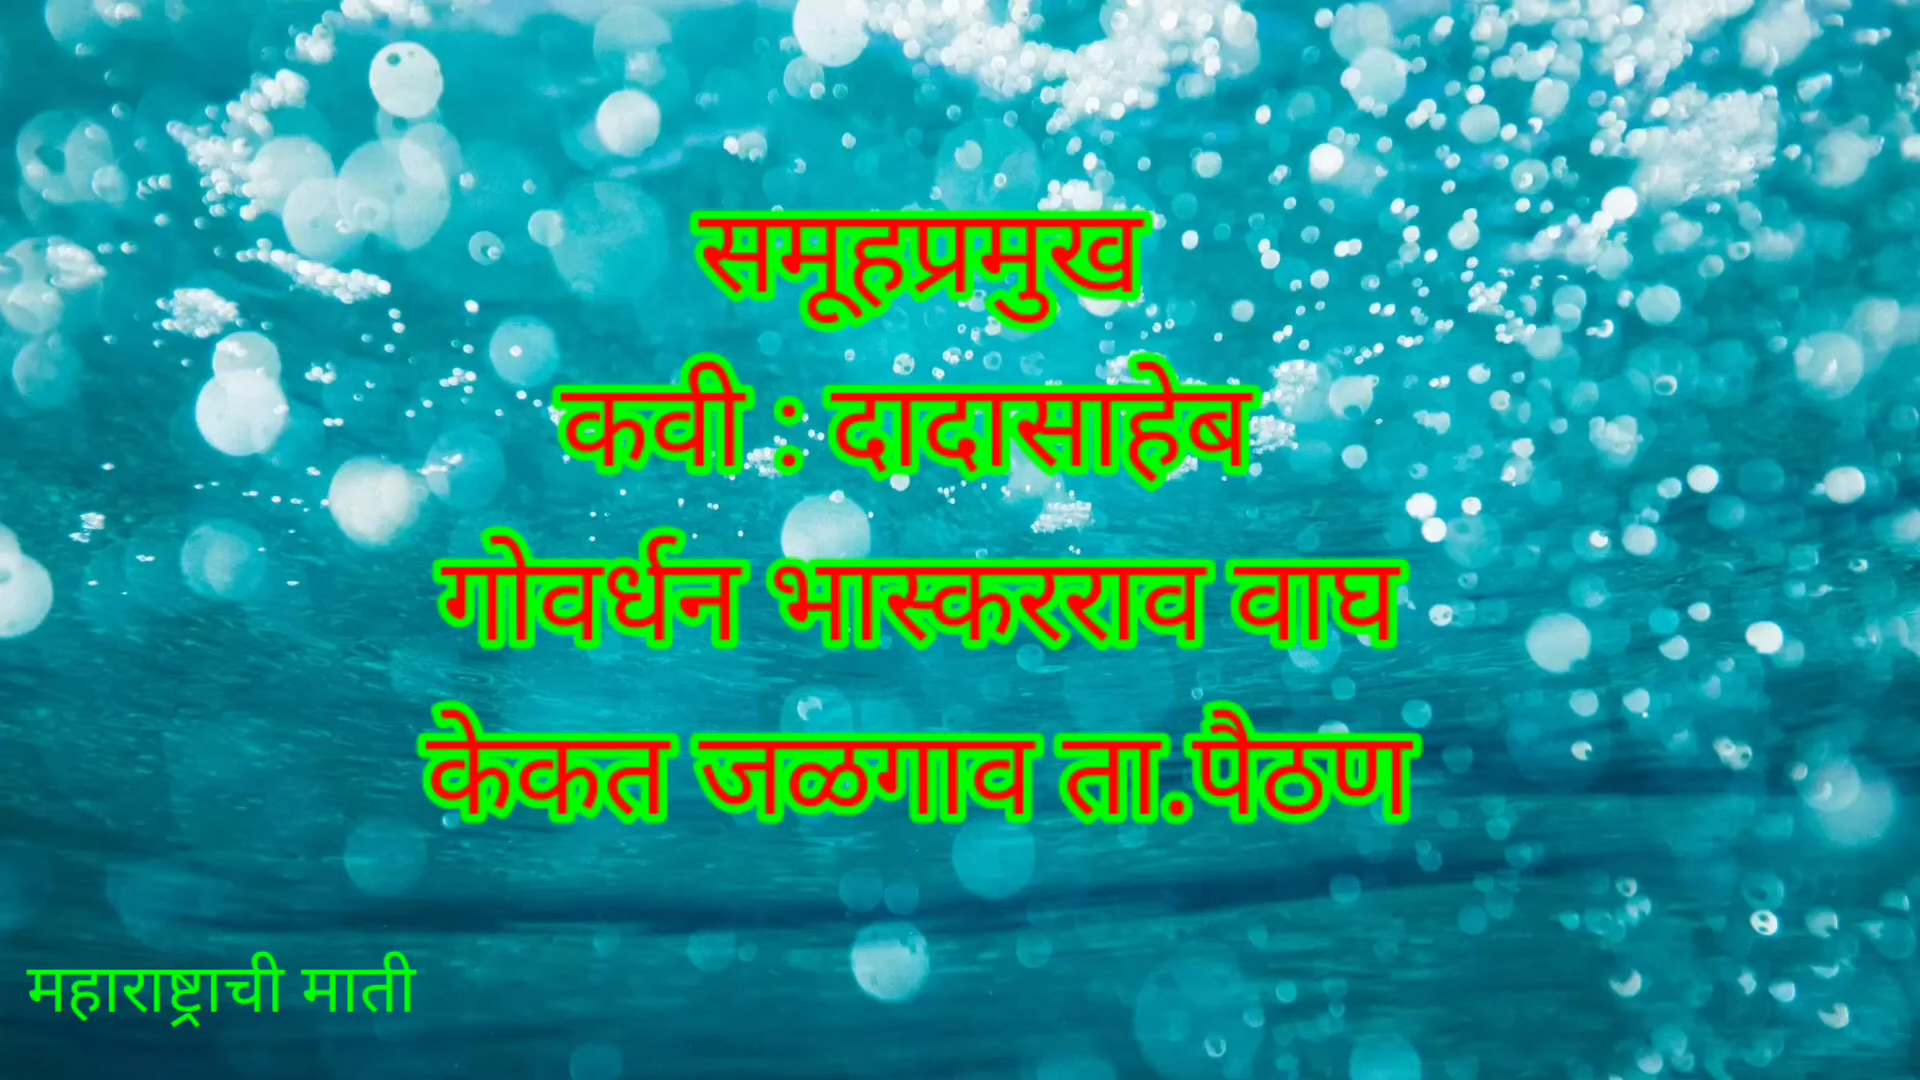 समूहप्रमुख
कवी : दादासाहेब
गोवर्धन भास्करराव वाघ
केकत जळगाव ता.पैठण
महाराष्ट्राची माती